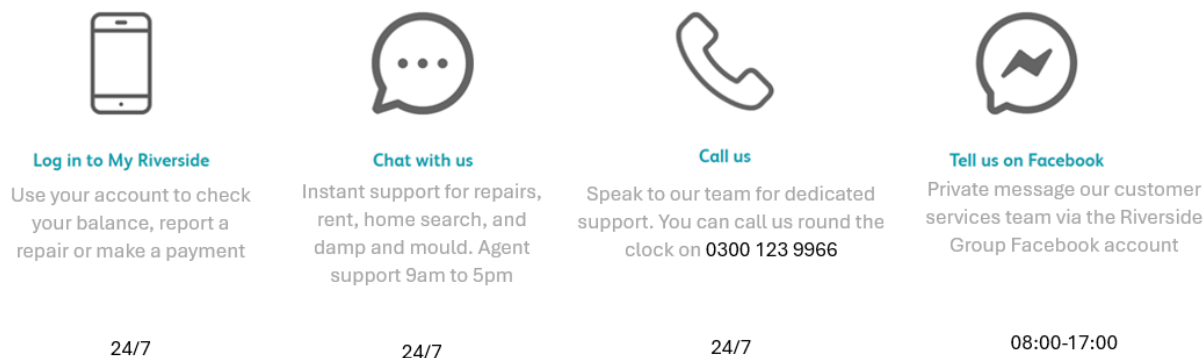 Log in to My Riverside
Use your account to check
your balance, report a
repair or make a payment
24/7
Chat with us
Instant support for repairs,
rent, home search, and
damp and mould. Agent
support 9am to 5pm
24/7
Call us
Speak to our team for dedicated
support. You can call us round the
clock on 0300 123 9966
24/7
Tell us on Facebook
Private message our customer
services team via the Riverside
Group Facebook account
08:00-17:00